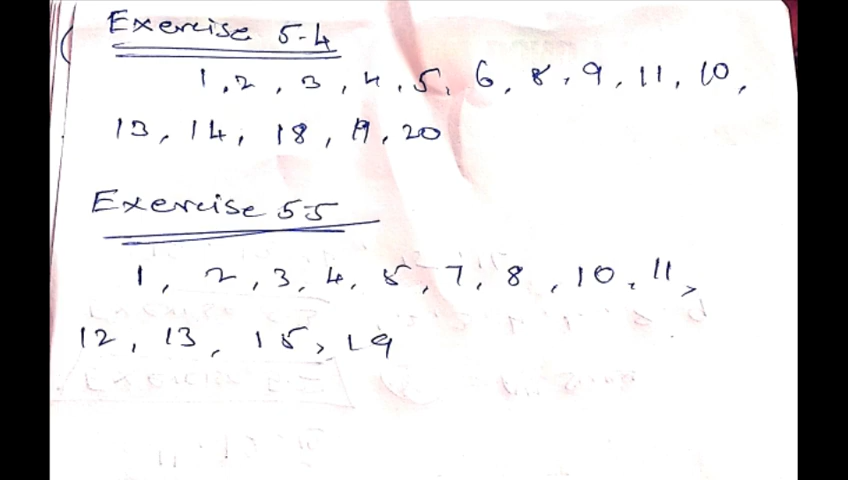 Exercise 5.4
1, 2, 3, 4, 5, 6, 8, 9, 11, 10,
13, 14, 18, 19, 20
Exercise 5.5
1, 2, 3, 4, 5, 7, 8, 10, 11,
12, 13, 15, 19